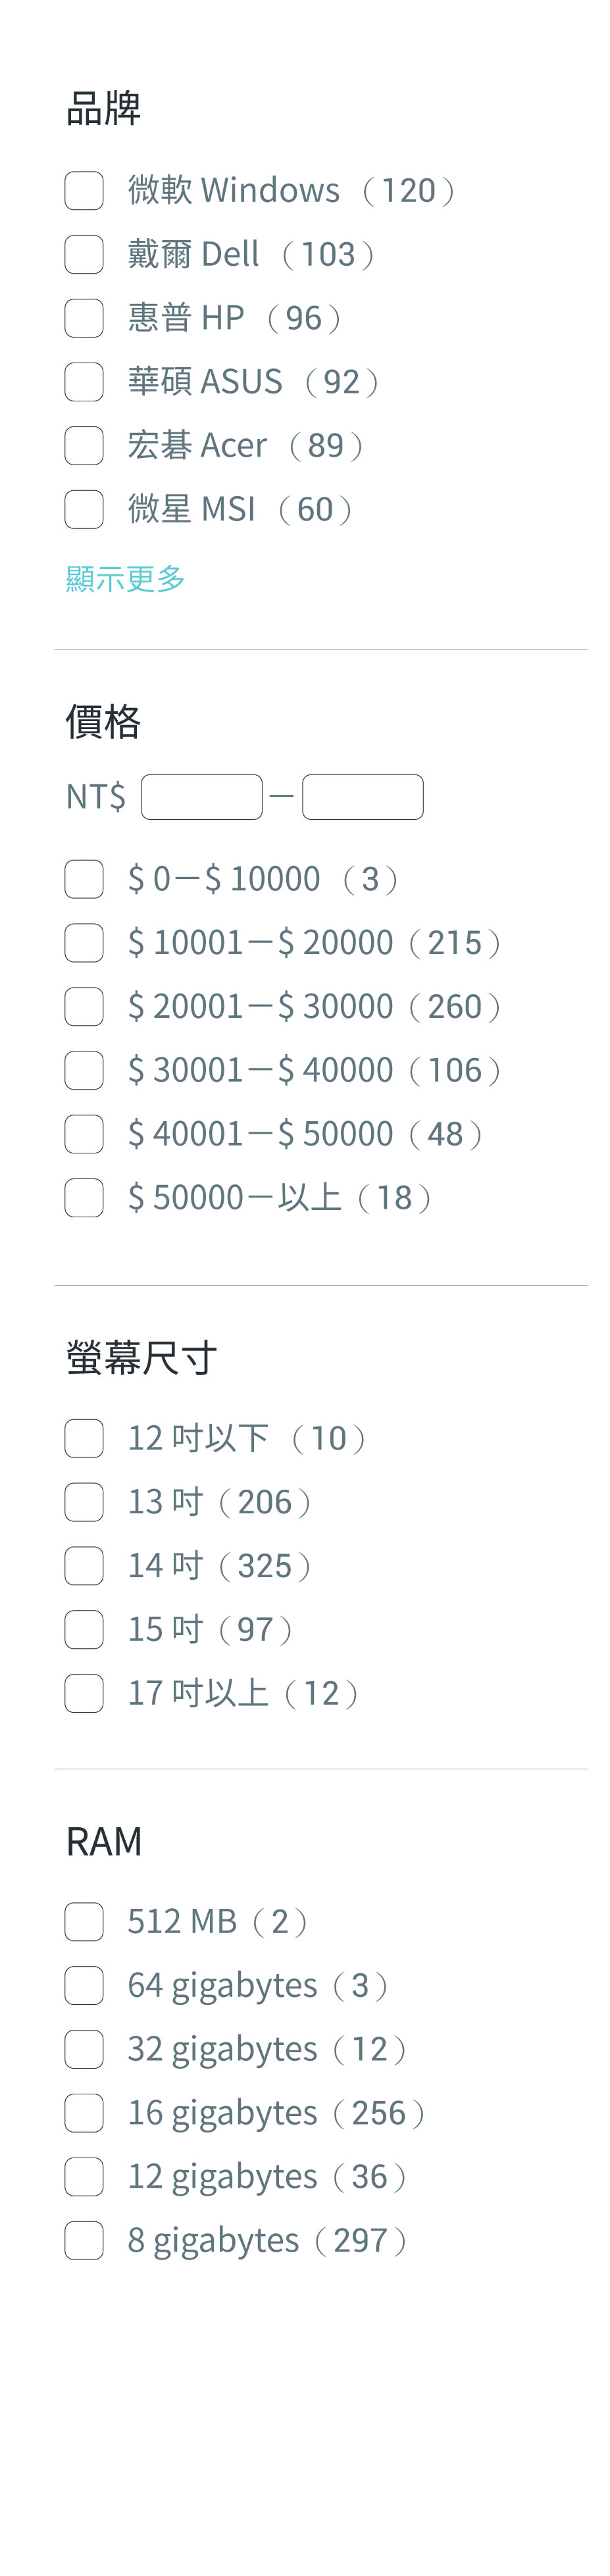 品牌
微軟 Windows （120）
戴爾 Dell （103）
惠普 HP （96）
華碩 ASUS （92）
宏碁 Acer （89）
微星 MSI （60）
顯示更多
價格
NT$ －
$ 0－$ 10000 （3）
$ 10001－$ 20000（215）
$ 20001－$ 30000（260）
$ 30001－$ 40000（106）
$ 40001－$ 50000（48）
$ 50000－以上（18）
螢幕尺寸
12 吋以下 （10）
13 吋（206）
14 吋（325）
15 吋（97）
17 吋以上（12）
RAM
512 MB（2）
64 gigabytes（3）
32 gigabytes（12）
16 gigabytes（256）
12 gigabytes（36）
8 gigabytes（297）